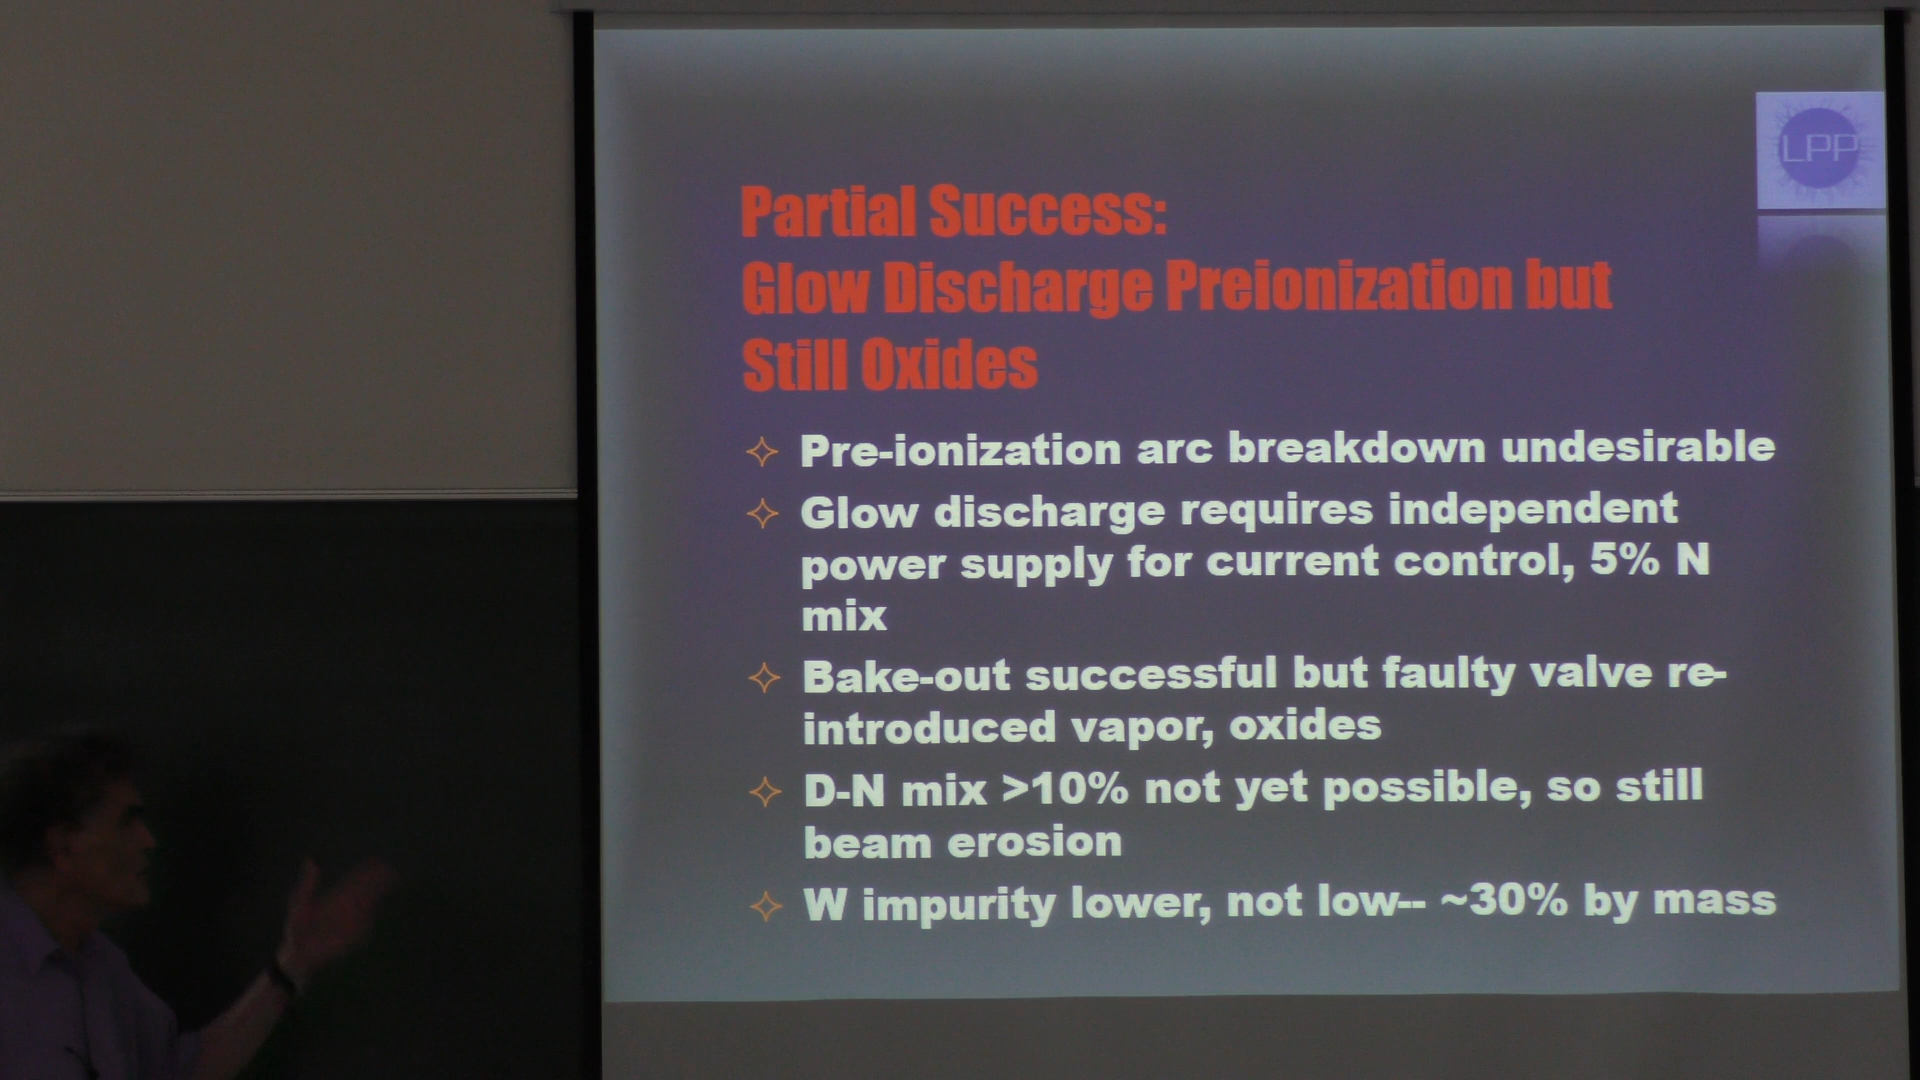 LPP
Partial Success:
Glow Discharge Preionization but
Still Oxides
Pre-ionization arc breakdown undesirable
Glow discharge requires independent
power supply for current control, 5% N
mix
Bake-out successful but faulty valve re-
introduced vapor, oxides
D-N mix >10% not yet possible, so still
beam erosion
W impurity lower, not low-- ~30% by mass